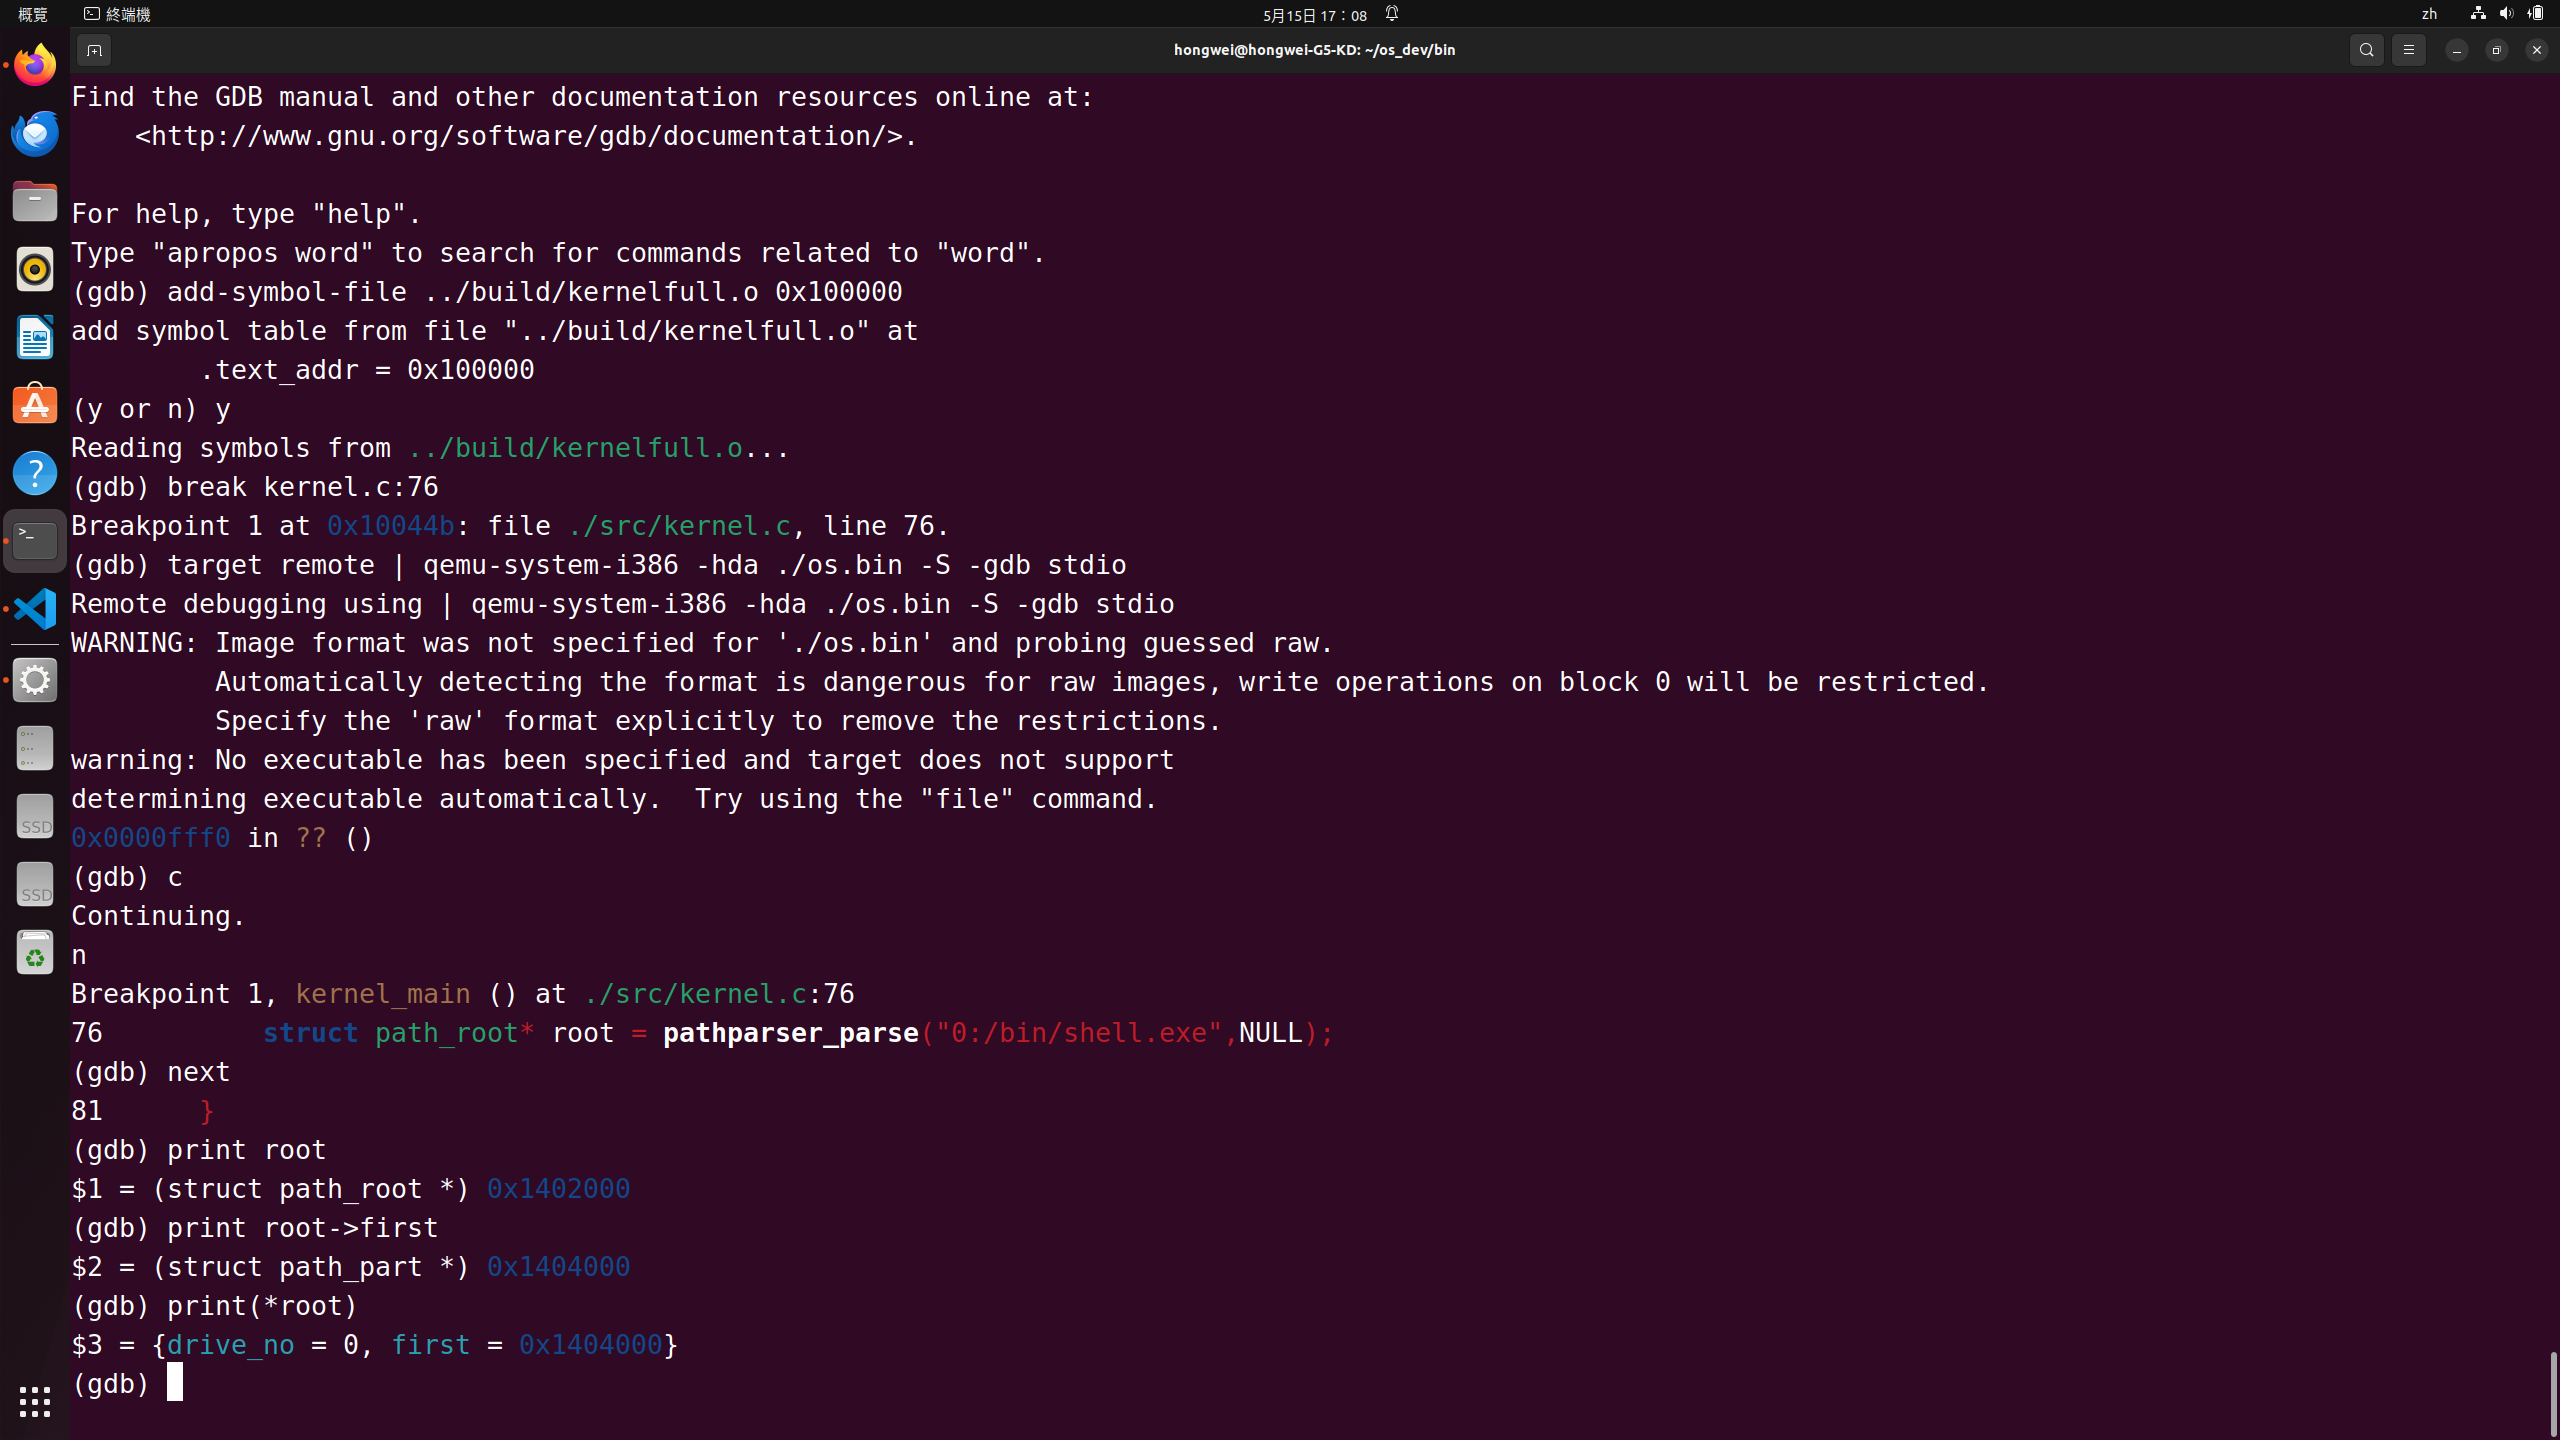 概覽 終端機 5月15日 17：08 zh
hongwei@hongwei-G5-KD: ~/os_dev/bin
Find the GDB manual and other documentation resources online at:
    <http://www.gnu.org/software/gdb/documentation/>.
For help, type "help".
Type "apropos word" to search for commands related to "word".
(gdb) add-symbol-file ../build/kernelfull.o 0x100000
add symbol table from file "../build/kernelfull.o" at
        .text_addr = 0x100000
(y or n) y
Reading symbols from ../build/kernelfull.o...
(gdb) break kernel.c:76
Breakpoint 1 at 0x10044b: file ./src/kernel.c, line 76.
(gdb) target remote | qemu-system-i386 -hda ./os.bin -S -gdb stdio
Remote debugging using | qemu-system-i386 -hda ./os.bin -S -gdb stdio
WARNING: Image format was not specified for './os.bin' and probing guessed raw.
         Automatically detecting the format is dangerous for raw images, write operations on block 0 will be restricted.
         Specify the 'raw' format explicitly to remove the restrictions.
warning: No executable has been specified and target does not support
determining executable automatically.  Try using the "file" command.
0x0000fff0 in ?? ()
(gdb) c
Continuing.
n
Breakpoint 1, kernel_main () at ./src/kernel.c:76
76          struct path_root* root = pathparser_parse("0:/bin/shell.exe",NULL);
(gdb) next
81      }
(gdb) print root
$1 = (struct path_root *) 0x1402000
(gdb) print root->first
$2 = (struct path_part *) 0x1404000
(gdb) print(*root)
$3 = {drive_no = 0, first = 0x1404000}
(gdb)
SSD
SSD